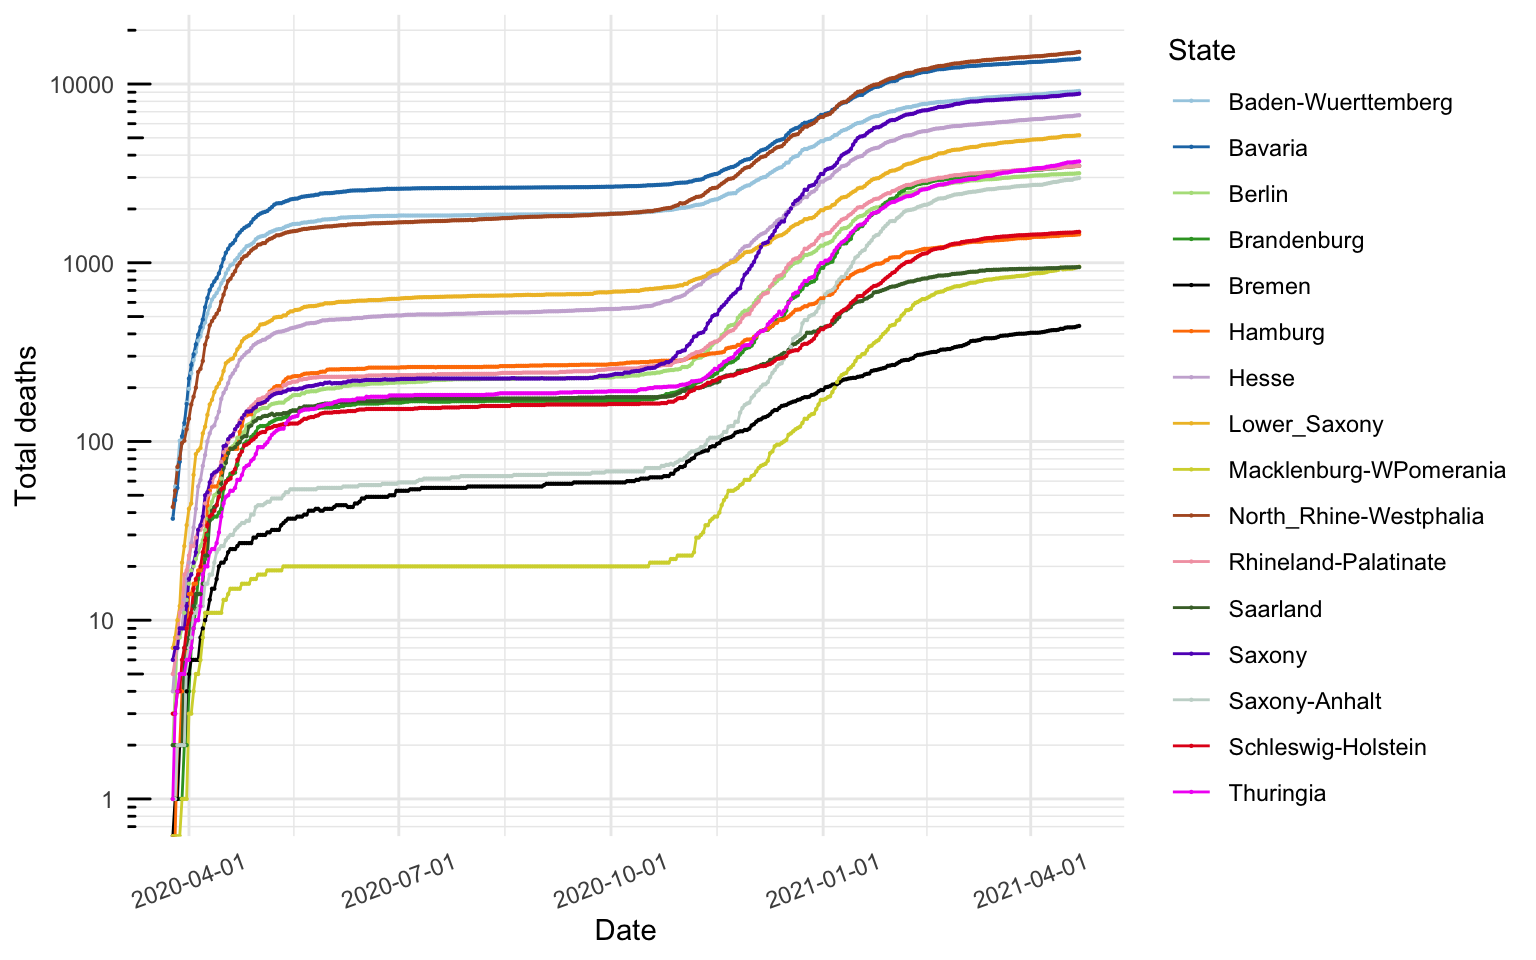 Total deaths
10000
1000
100
10
1
2020-04-01
2020-07-01
2020-10-01
2021-01-01
2021-04-01
Date
State
Baden-Wuerttemberg
Bavaria
Berlin
Brandenburg
Bremen
Hamburg
Hesse
Lower_Saxony
Macklenburg-WPomerania
North_Rhine-Westphalia
Rhineland-Palatinate
Saarland
Saxony
Saxony-Anhalt
Schleswig-Holstein
Thuringia